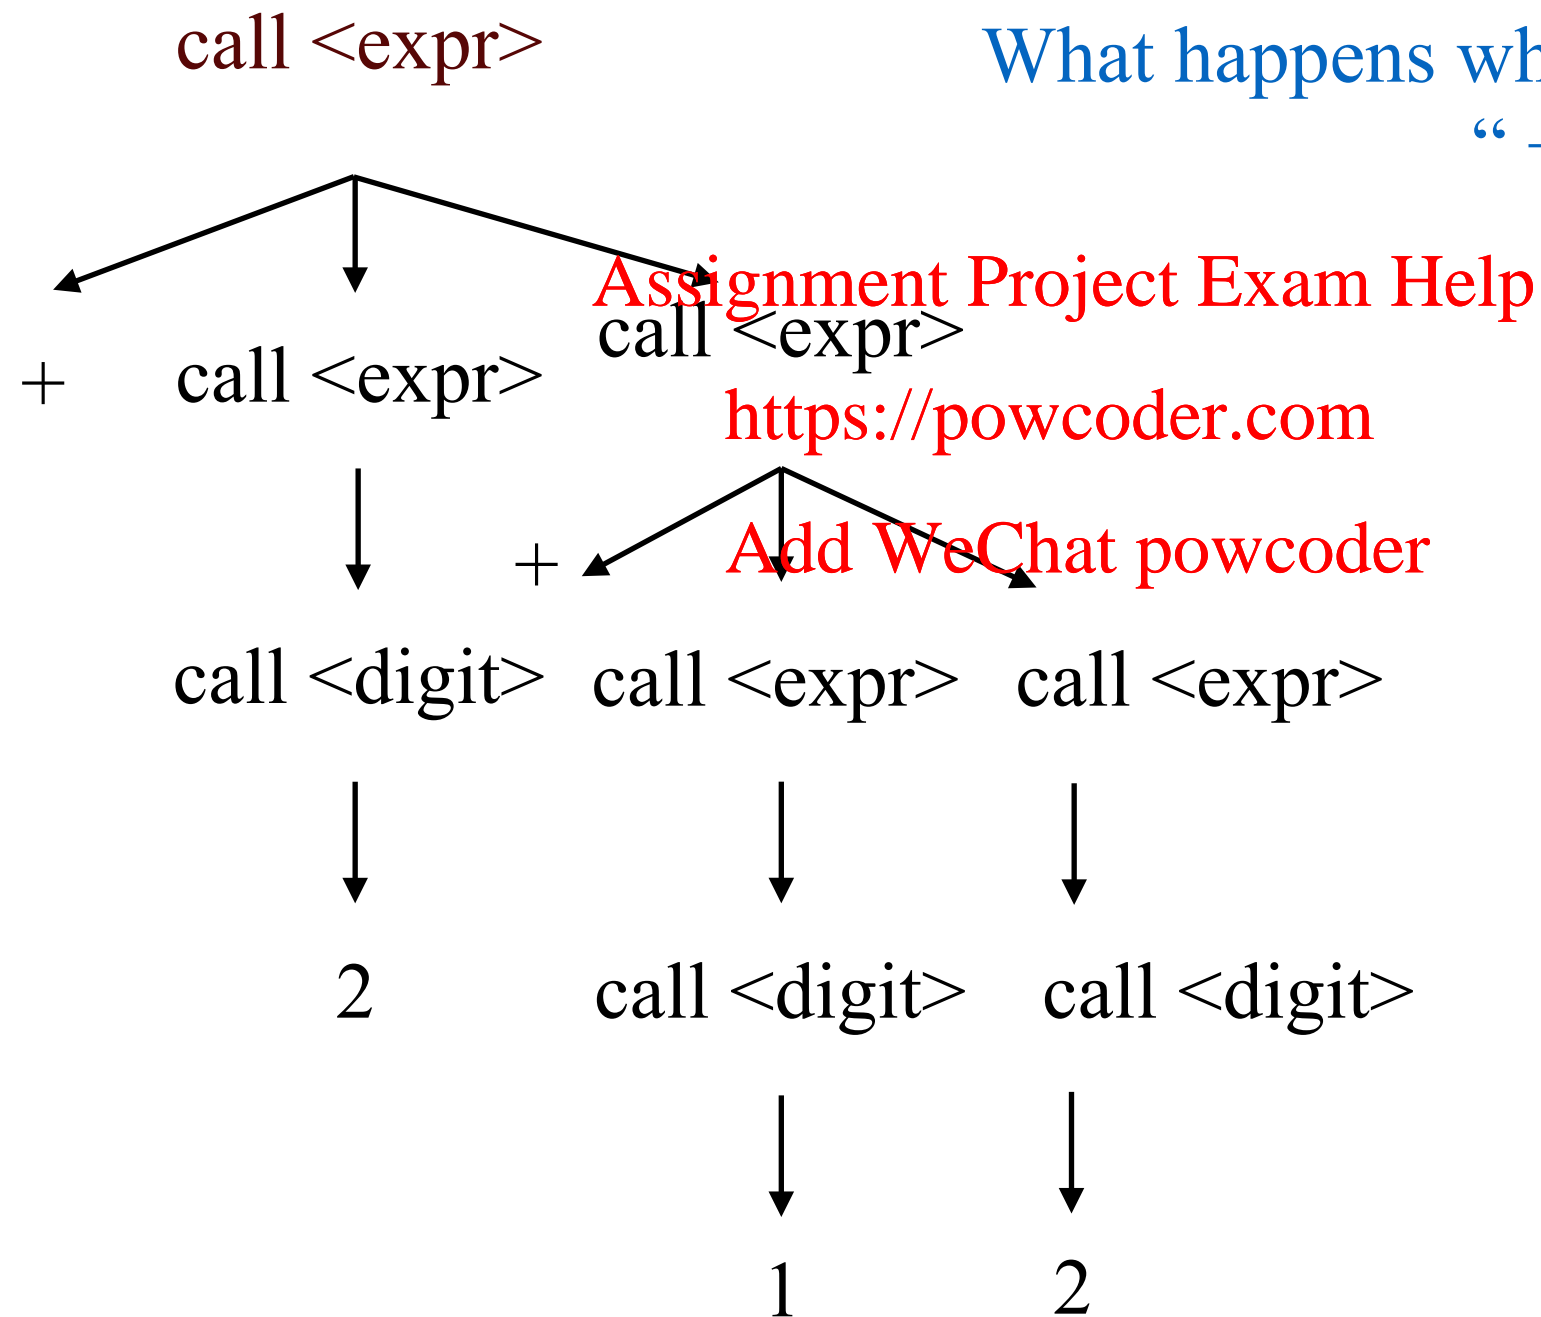 call <expr>
What happens wh
“
Assignment Project Exam Help
call <expr>
+ call <expr>
https://powcoder.com
Add WeChat powcoder
+
call <digit> call <expr> call <expr>
2 call <digit> call <digit>
1 2